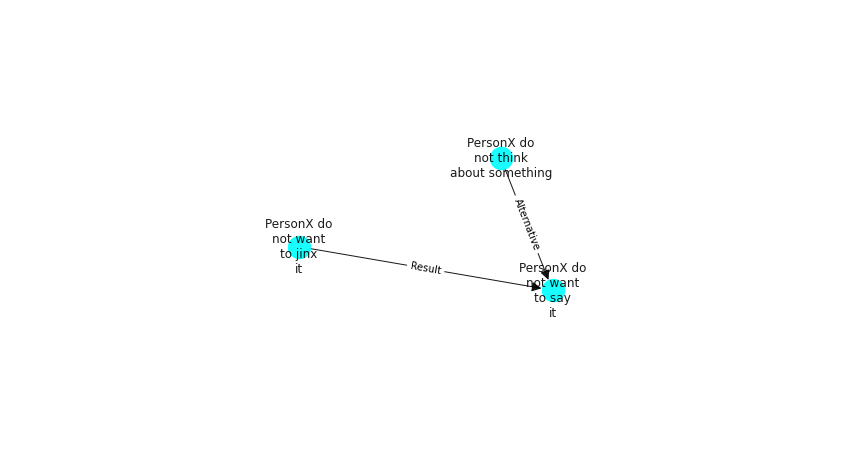 PersonX do
not think
about something
Alternative
PersonX do
not want
to jinx
it
Result
PersonX do
not want
to say
it